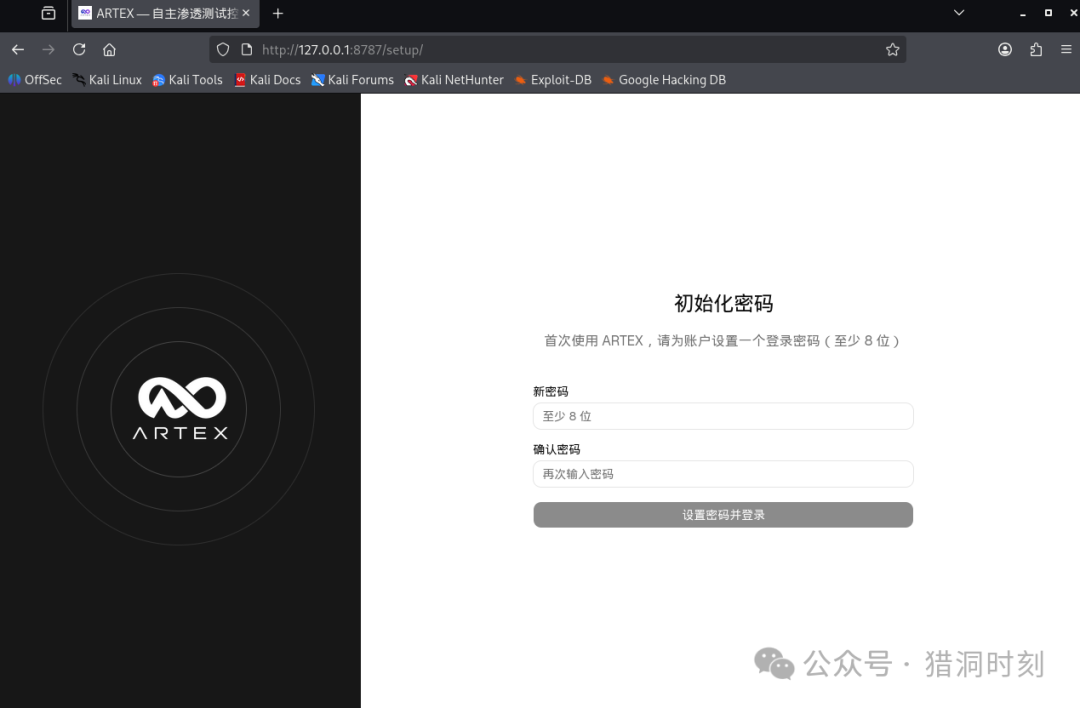 ARTEX — 自主渗透测试控
http://127.0.0.1:8787/setup/
OffSec Kali Linux Kali Tools Kali Docs Kali Forums Kali NetHunter Exploit-DB Google Hacking DB
ARTEX
初始化密码
首次使用 ARTEX，请为账户设置一个登录密码（至少 8 位）
新密码
至少 8 位
确认密码
再次输入密码
设置密码并登录
公众号 · 猎洞时刻